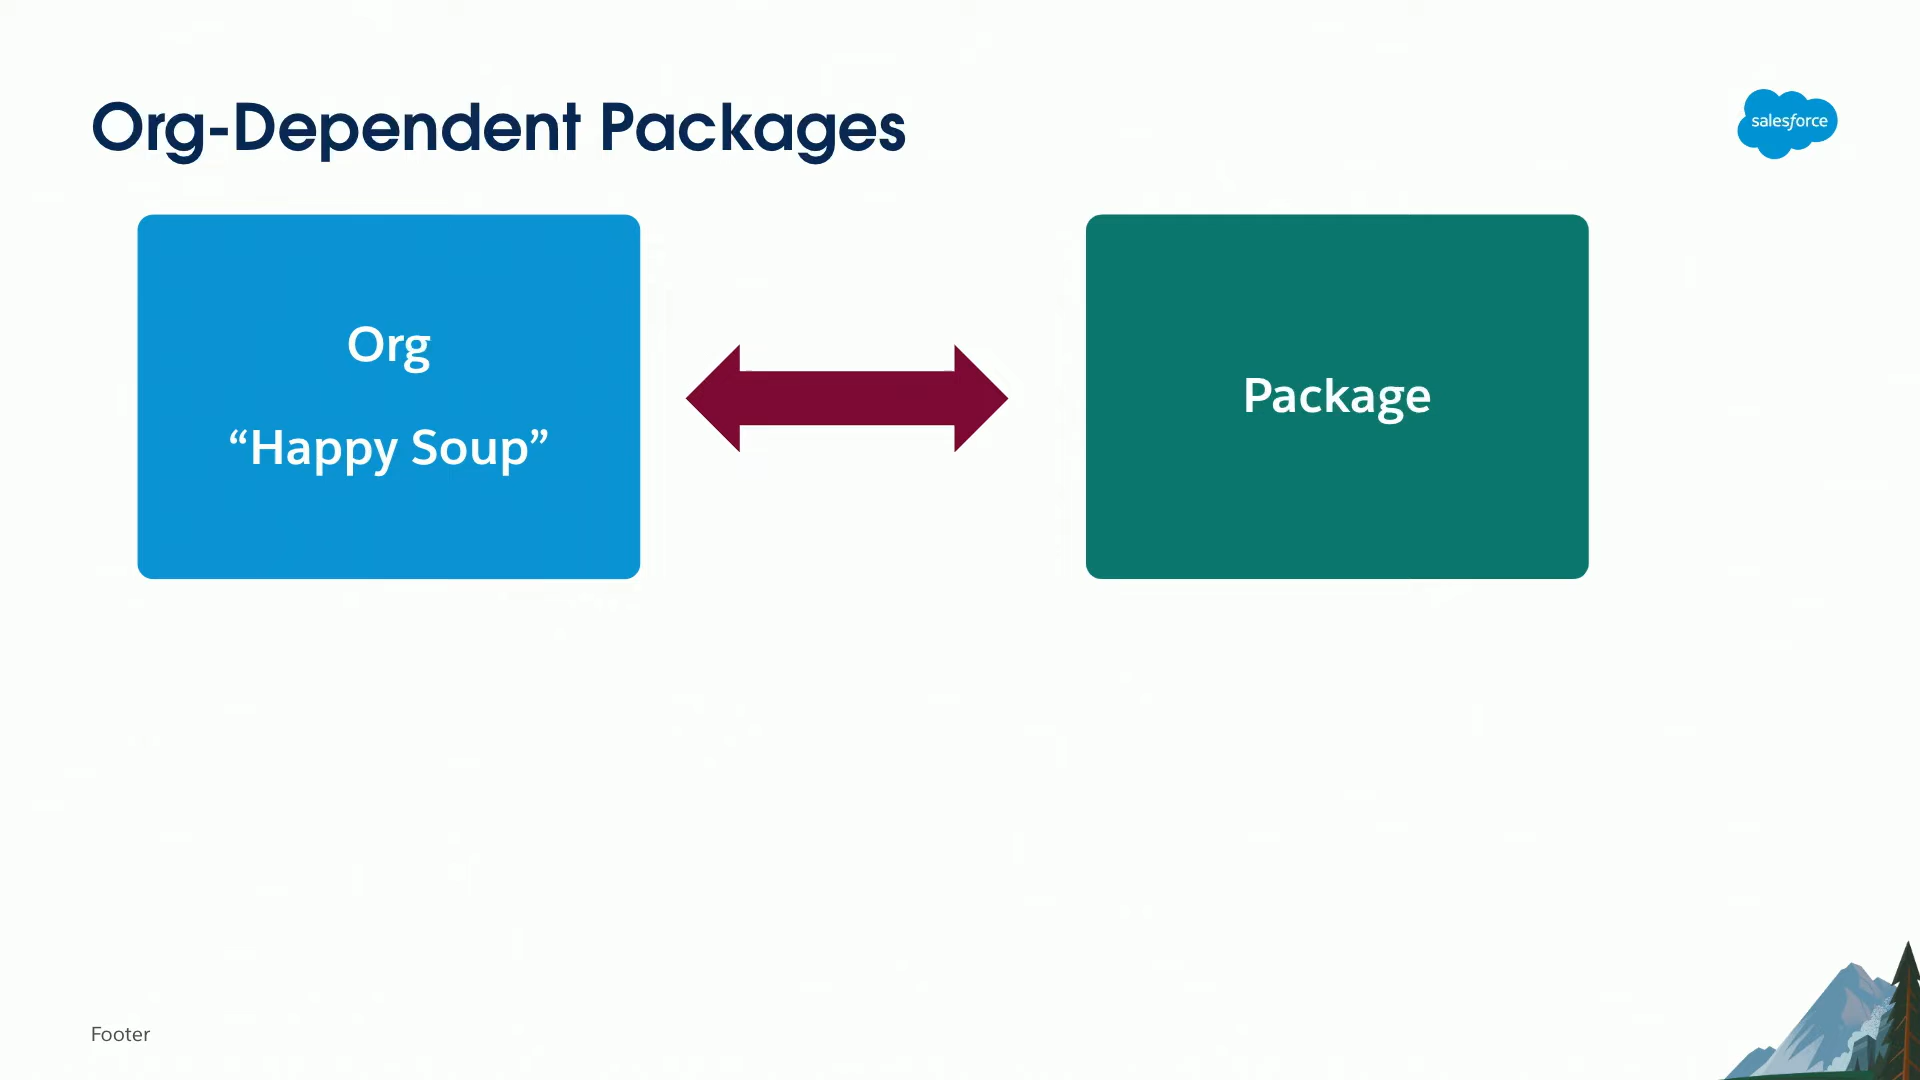 Org-Dependent Packages
salesforce
Org
“Happy Soup”
Package
Footer